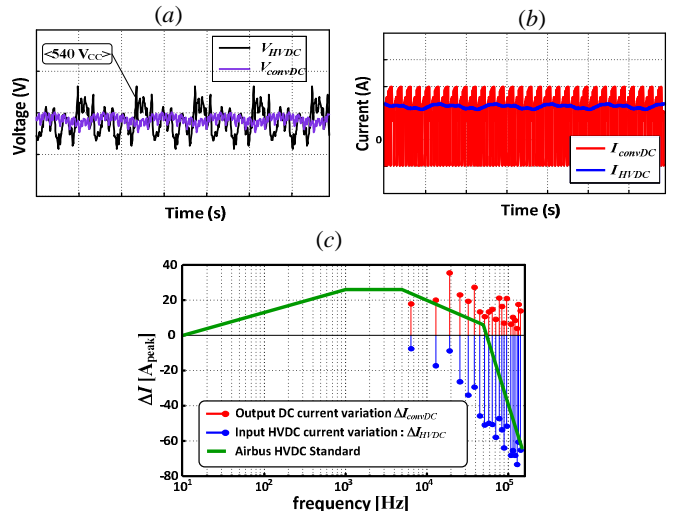 (a)
<540 V_CC>
V_HVDC
V_convDC
Voltage (V)
Time (s)
(b)
Current (A)
0
I_convDC
I_HVDC
Time (s)
(c)
ΔI [A_peak]
40
20
0
-20
-40
-60
-80
Output DC current variation ΔI_convDC
Input HVDC current variation : ΔI_HVDC
Airbus HVDC Standard
10^1
10^2
10^3
10^4
10^5
frequency [Hz]